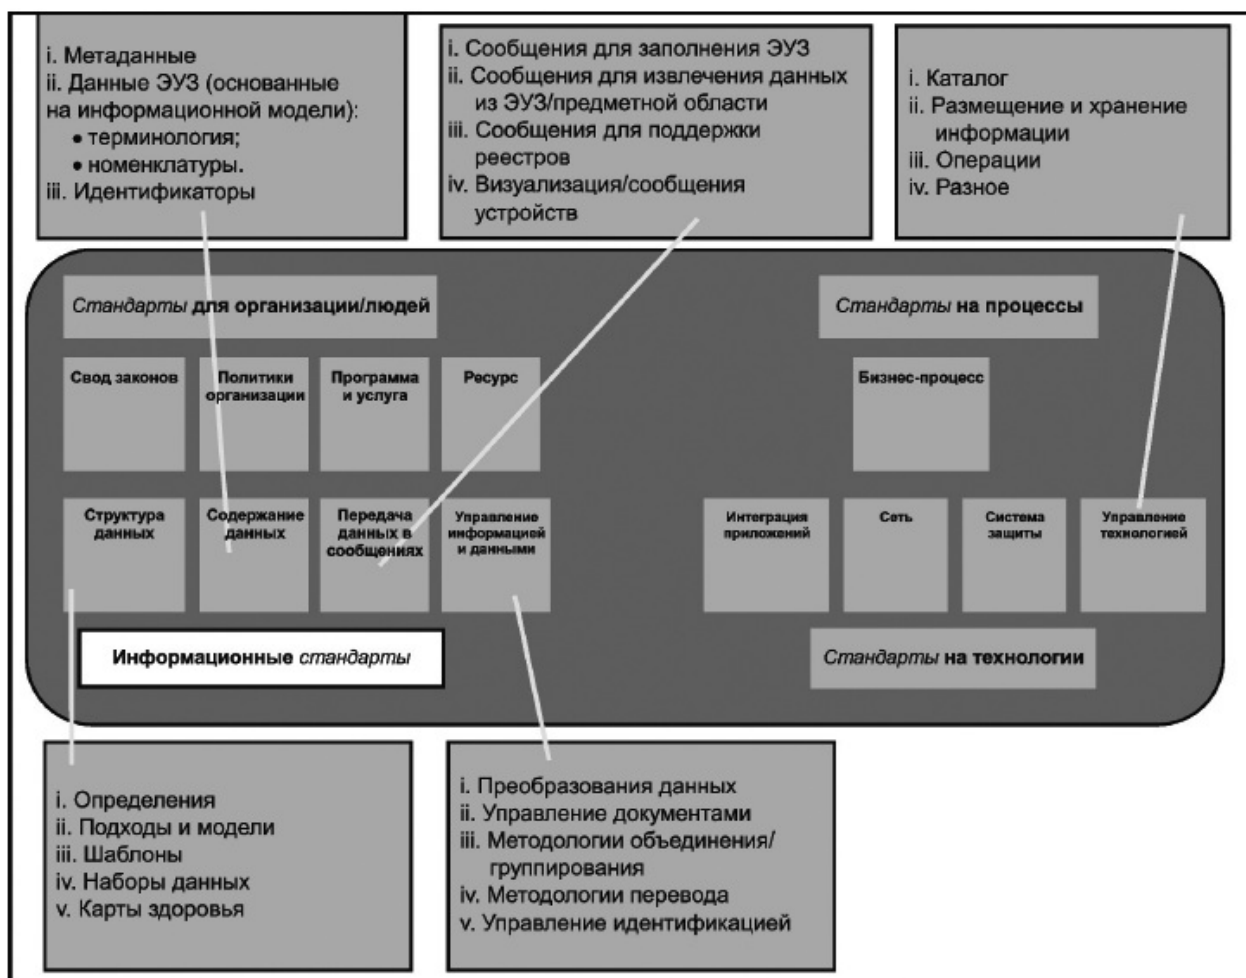 i. Метаданные
ii. Данные ЭУЗ (основанные
на информационной модели):
• терминология;
• номенклатуры.
iii. Идентификаторы
i. Сообщения для заполнения ЭУЗ
ii. Сообщения для извлечения данных
из ЭУЗ/предметной области
iii. Сообщения для поддержки
реестров
iv. Визуализация/сообщения
устройств
i. Каталог
ii. Размещение и хранение
информации
iii. Операции
iv. Разное
Стандарты для организации/людей
Стандарты на процессы
Свод законов
Политики
организации
Программа
и услуга
Ресурс
Бизнес-процесс
Структура
данных
Содержание
данных
Передача
данных в
сообщениях
Управление
информацией
и данными
Интеграция
приложений
Сеть
Система
защиты
Управление
технологией
Информационные стандарты
Стандарты на технологии
i. Определения
ii. Подходы и модели
iii. Шаблоны
iv. Наборы данных
v. Карты здоровья
i. Преобразования данных
ii. Управление документами
iii. Методологии объединения/
группирования
iv. Методологии перевода
v. Управление идентификацией